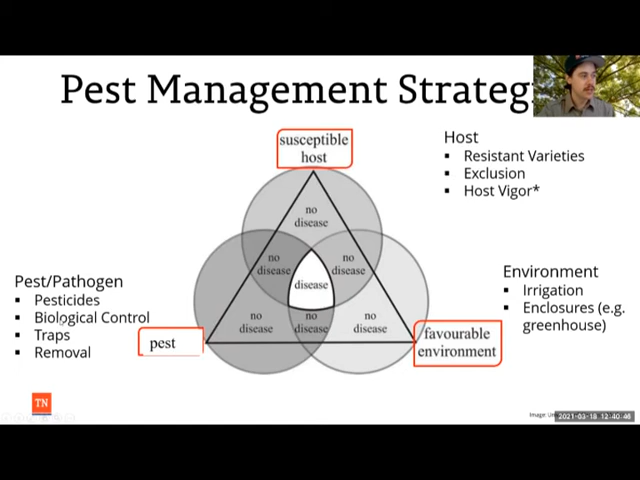 Pest Management Strateg
susceptible
host
Host
▪ Resistant Varieties
▪ Exclusion
▪ Host Vigor*
no
disease
no
disease
no
disease
disease
Pest/Pathogen
▪ Pesticides
▪ Biological Control
▪ Traps
▪ Removal
Environment
▪ Irrigation
▪ Enclosures (e.g.
greenhouse)
no
disease
no
disease
no
disease
pest
favourable
environment
TN
Image:
2021-03-18 12:40:46